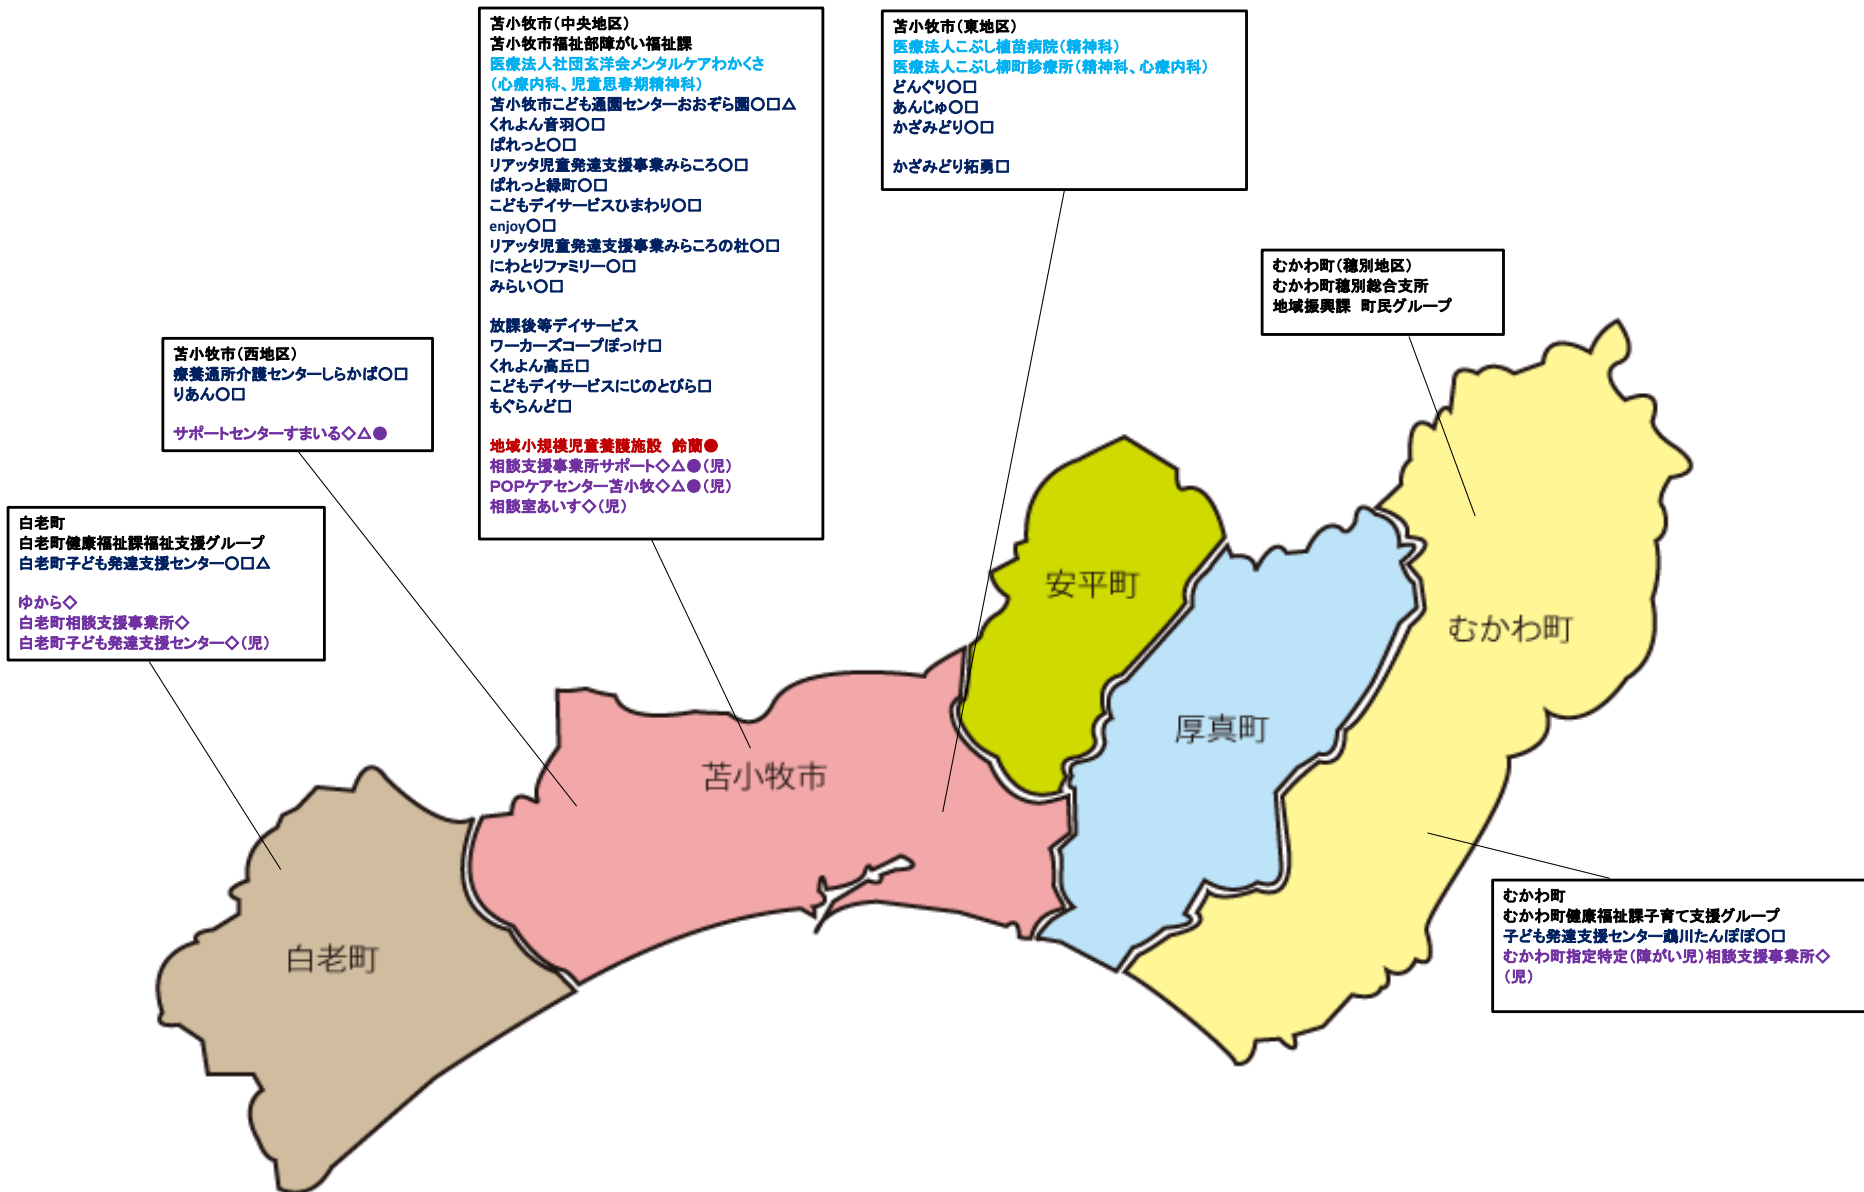 苫小牧市（中央地区）
苫小牧市福祉部障がい福祉課
医療法人社団玄洋会メンタルケアわかくさ
（心療内科、児童思春期精神科）
苫小牧市こども通園センターおおぞら園〇□△
くれよん音羽〇□
ぱれっと〇□
リアッタ児童発達支援事業みらころ〇□
ぱれっと緑町〇□
こどもデイサービスひまわり〇□
enjoy〇□
リアッタ児童発達支援事業みらころの杜〇□
にわとりファミリー〇□
みらい〇□
放課後等デイサービス
ワーカーズコープぽっけ□
くれよん高丘□
こどもデイサービスにじのとびら□
もぐらんど□
地域小規模児童養護施設 鈴蘭●
相談支援事業所サポート◇△●（児）
POPケアセンター苫小牧◇△●（児）
相談室あいす◇（児）
苫小牧市（東地区）
医療法人こぶし植苗病院（精神科）
医療法人こぶし柳町診療所（精神科、心療内科）
どんぐり〇□
あんじゅ〇□
かざみどり〇□
かざみどり拓勇□
むかわ町（穂別地区）
むかわ町穂別総合支所
地域振興課 町民グループ
苫小牧市（西地区）
療養通所介護センターしらかば〇□
りあん〇□
サポートセンターすまいる◇△●
白老町
白老町健康福祉課福祉支援グループ
白老町子ども発達支援センター〇□△
ゆから◇
白老町相談支援事業所◇
白老町子ども発達支援センター◇（児）
安平町
むかわ町
厚真町
苫小牧市
白老町
むかわ町
むかわ町健康福祉課子育て支援グループ
子ども発達支援センター鵡川たんぽぽ〇□
むかわ町指定特定（障がい児）相談支援事業所◇
（児）